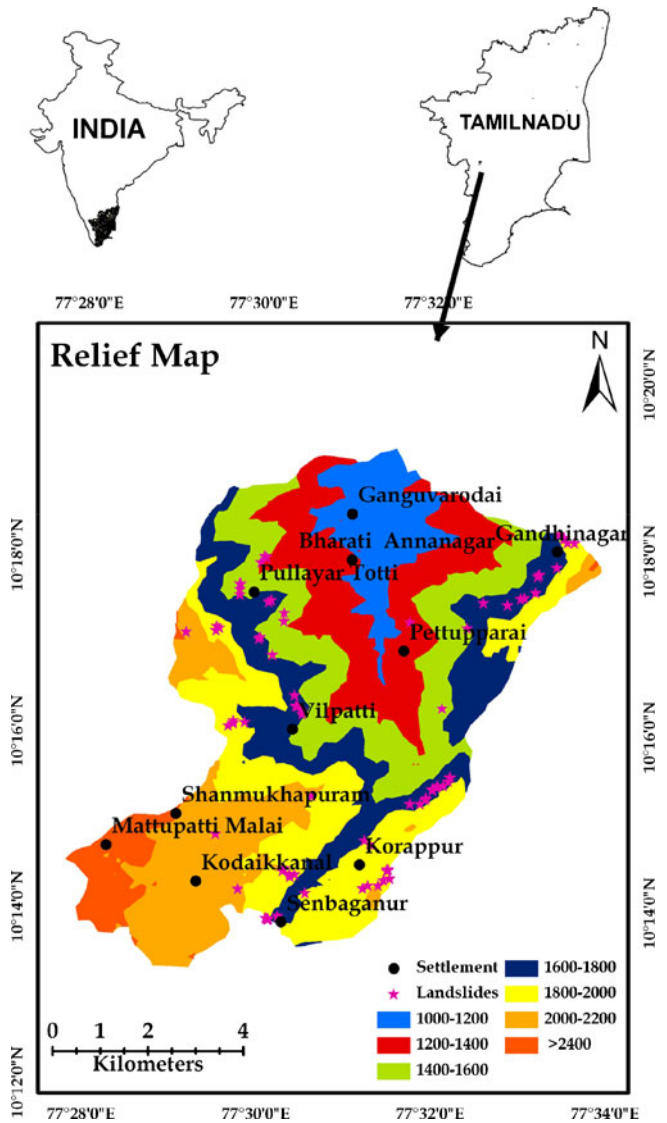 INDIA
TAMILNADU
77°28'0"E 77°30'0"E 77°32'0"E
Relief Map
N
10°20'0"N
Ganguvarodai
Bharati Annanagar Gandhinagar
10°18'0"N 10°18'0"N
Pullayar Totti
Pettupparai
Vilpatti
10°16'0"N 10°16'0"N
Shanmukhapuram
Mattupatti Malai
Kodaikkanal Korappur
10°14'0"N 10°14'0"N
Senbaganur
Settlement 1600-1800
Landslides 1800-2000
1000-1200 2000-2200
1200-1400 >2400
1400-1600
0 1 2 3 4
Kilometers
10°12'0"N 10°12'0"N
77°28'0"E 77°30'0"E 77°32'0"E 77°34'0"E